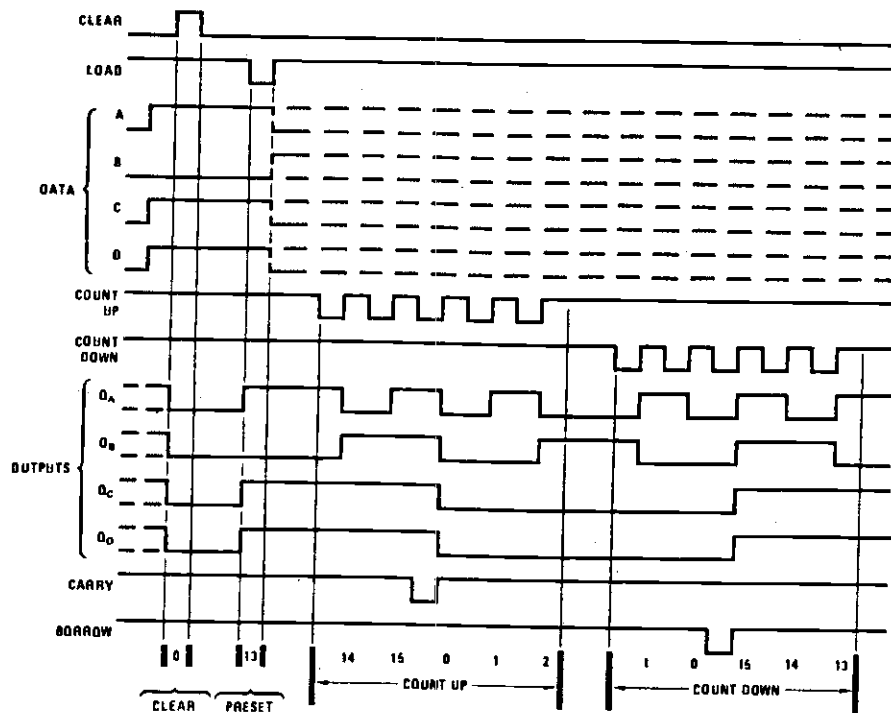 CLEAR
LOAD
A
B
DATA
C
D
COUNT
UP
COUNT
DOWN
QA
QB
OUTPUTS
QC
QD
CARRY
BORROW
0 13 14 15 0 1 2 1 0 15 14 13
COUNT UP COUNT DOWN
CLEAR PRESET